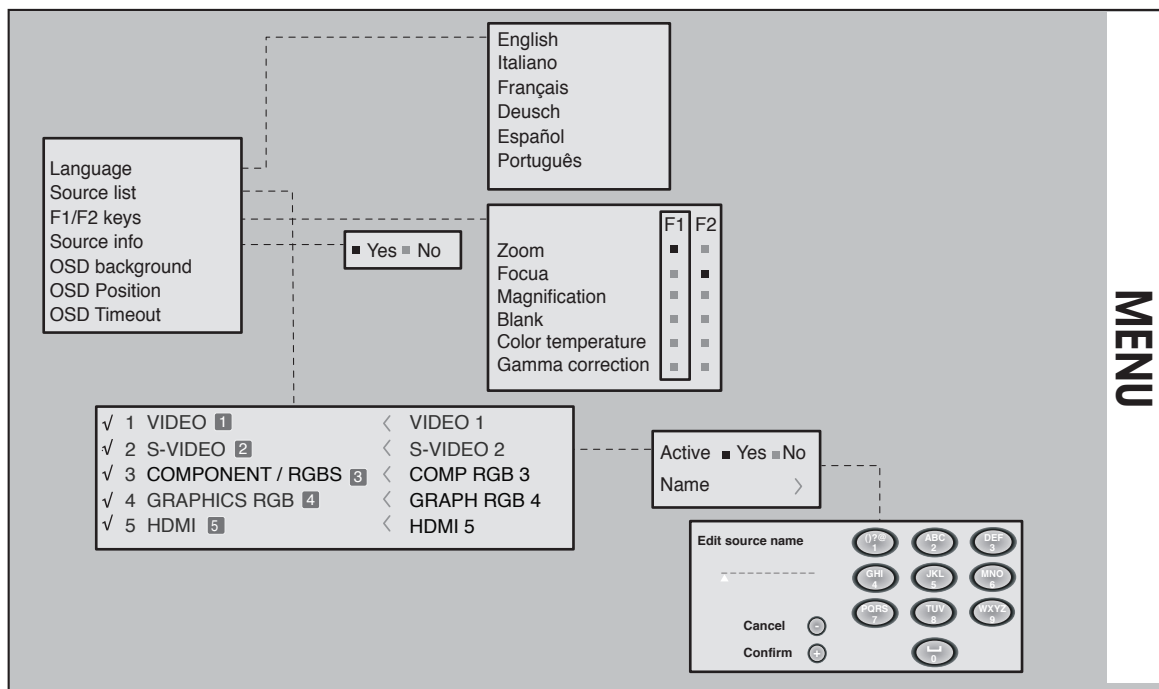 English
Italiano
Français
Deusch
Español
Português
Language
Source list
F1/F2 keys
Source info
OSD background
OSD Position
OSD Timeout
Yes No
F1 F2
Zoom
Focua
Magnification
Blank
Color temperature
Gamma correction
√ 1 VIDEO 1 < VIDEO 1
√ 2 S-VIDEO 2 < S-VIDEO 2
√ 3 COMPONENT / RGBS 3 < COMP RGB 3
√ 4 GRAPHICS RGB 4 < GRAPH RGB 4
√ 5 HDMI 5 < HDMI 5
Active Yes No
Name >
Edit source name
()?@ ABC DEF
1 2 3
GHI JKL MNO
4 5 6
PQRS TUV WXYZ
7 8 9
Cancel -
Confirm +
0
MENU